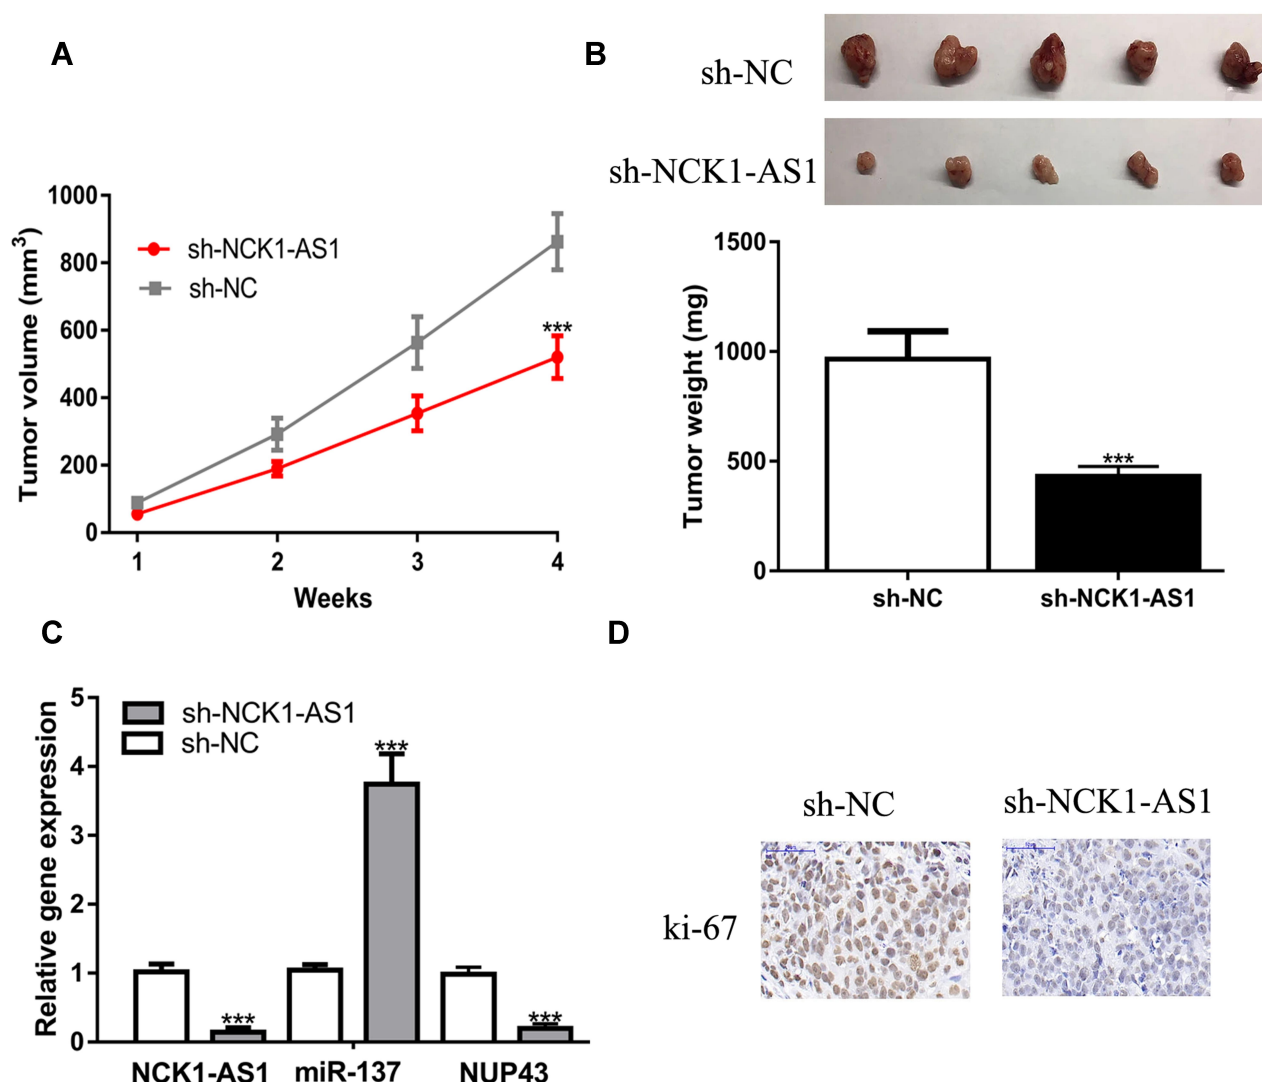 A
Tumor volume (mm3)
1000
800
600
400
200
0
sh-NCK1-AS1
sh-NC
***
1 2 3 4
Weeks
B
sh-NC
sh-NCK1-AS1
Tumor weight (mg)
1500
1000
500
0
***
sh-NC sh-NCK1-AS1
C
Relative gene expression
5
4
3
2
1
0
sh-NCK1-AS1
sh-NC
***
***
***
NCK1-AS1 miR-137 NUP43
D
sh-NC sh-NCK1-AS1
ki-67